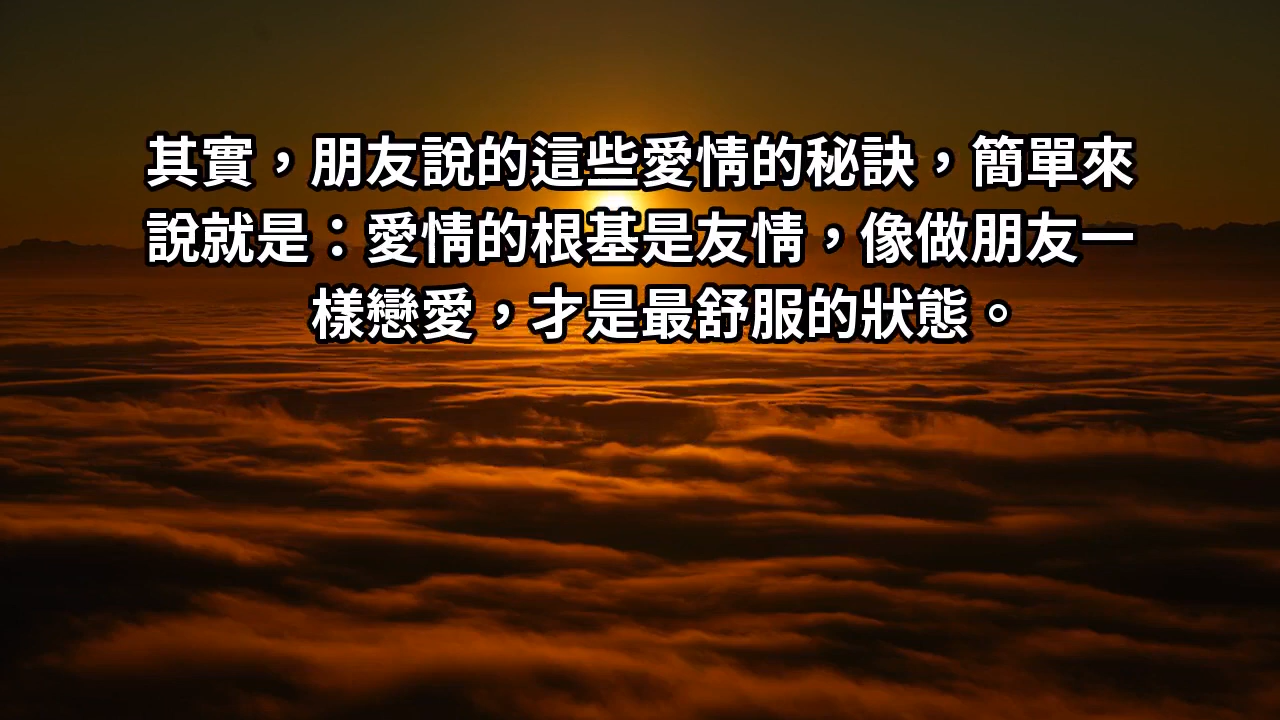 其實，朋友說的這些愛情的秘訣，簡單來
說就是：愛情的根基是友情，像做朋友一
樣戀愛，才是最舒服的狀態。